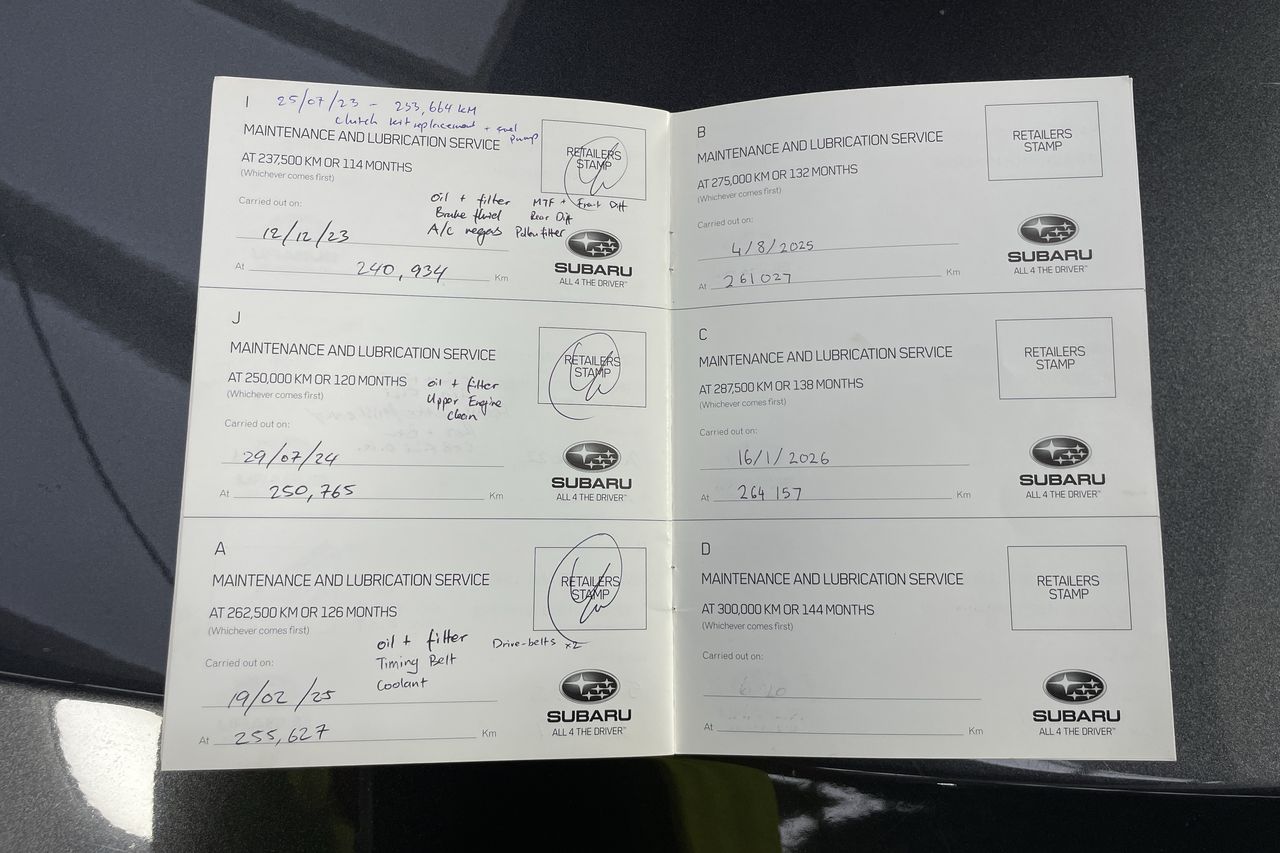 I 25/07/23 - 233,664 KM
clutch kit replacement + fuel
pump
MAINTENANCE AND LUBRICATION SERVICE
AT 237,500 KM OR 114 MONTHS
(Whichever comes first)
RETAILERS
STAMP
oil + filter MTF + Front Diff
Brake fluid Rear Diff
A/c regas Pollen filter
Carried out on:
12/12/23
At 240,934 Km
SUBARU
ALL 4 THE DRIVER™
J
MAINTENANCE AND LUBRICATION SERVICE
AT 250,000 KM OR 120 MONTHS
(Whichever comes first)
RETAILERS
STAMP
oil + filter
Upper Engine
clean
Carried out on:
29/07/24
At 250,765 Km
SUBARU
ALL 4 THE DRIVER™
A
MAINTENANCE AND LUBRICATION SERVICE
AT 262,500 KM OR 126 MONTHS
(Whichever comes first)
RETAILERS
STAMP
oil + filter Drive-belts x2
Timing Belt
Coolant
Carried out on:
19/02/25
At 255,627 Km
SUBARU
ALL 4 THE DRIVER™
B
MAINTENANCE AND LUBRICATION SERVICE
AT 275,000 KM OR 132 MONTHS
(Whichever comes first)
RETAILERS
STAMP
Carried out on:
4/8/2025
At 261027 Km
SUBARU
ALL 4 THE DRIVER™
C
MAINTENANCE AND LUBRICATION SERVICE
AT 287,500 KM OR 138 MONTHS
(Whichever comes first)
RETAILERS
STAMP
Carried out on:
16/1/2026
At 264 157 Km
SUBARU
ALL 4 THE DRIVER™
D
MAINTENANCE AND LUBRICATION SERVICE
AT 300,000 KM OR 144 MONTHS
(Whichever comes first)
RETAILERS
STAMP
Carried out on:
At Km
SUBARU
ALL 4 THE DRIVER™